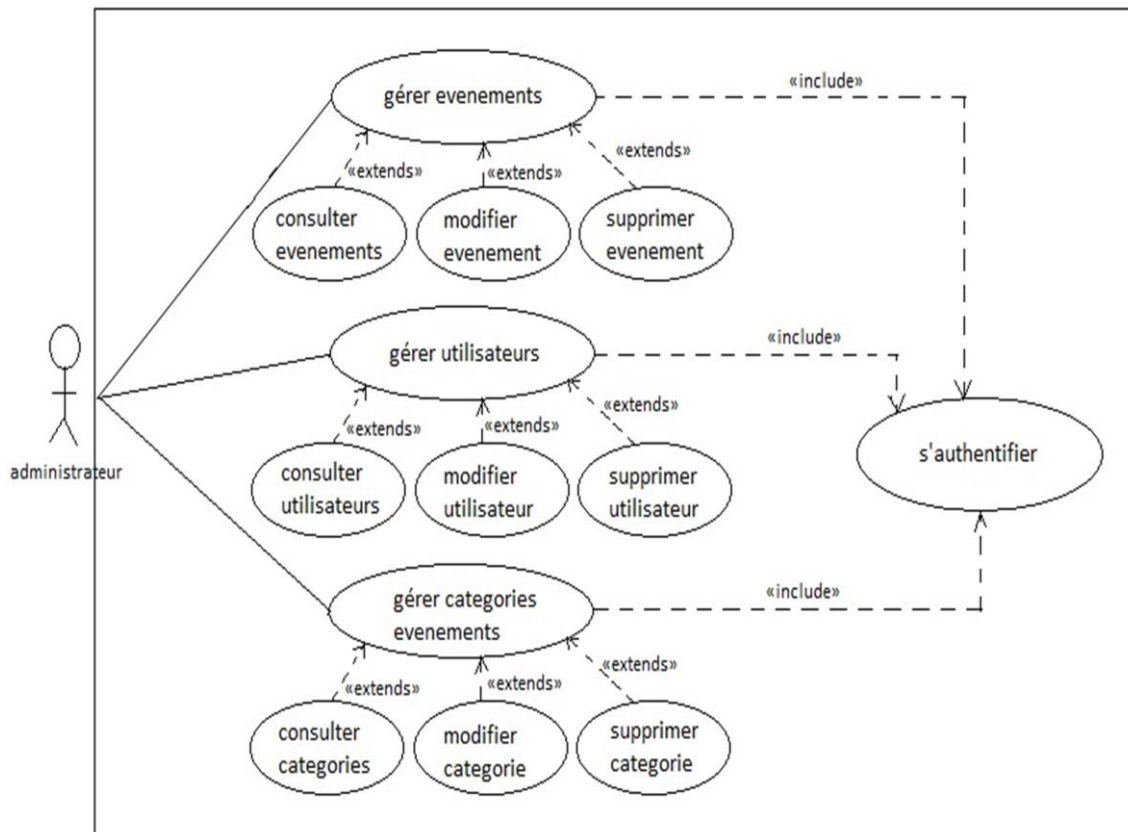 gérer evenements
«include»
«extends»
«extends»
«extends»
consulter
evenements
modifier
evenement
supprimer
evenement
gérer utilisateurs
«include»
«extends»
«extends»
«extends»
consulter
utilisateurs
modifier
utilisateur
supprimer
utilisateur
s'authentifier
administrateur
gérer categories
evenements
«include»
«extends»
«extends»
«extends»
consulter
categories
modifier
categorie
supprimer
categorie